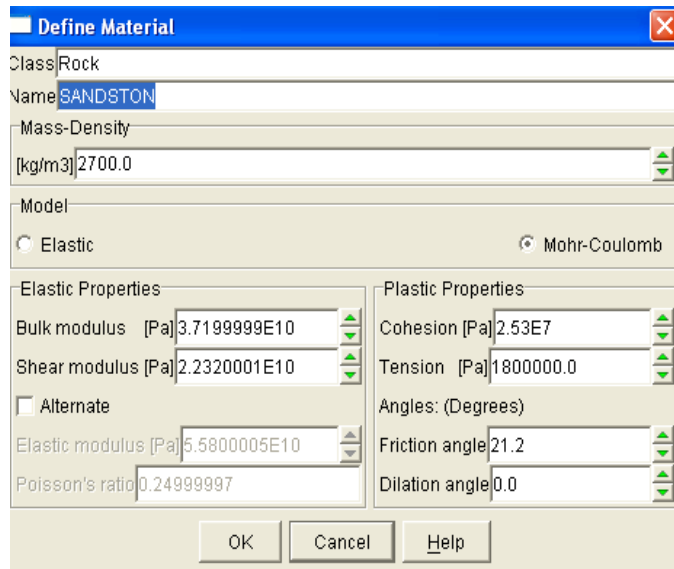 Define Material
Class Rock
Name SANDSTON
Mass-Density
[kg/m3] 2700.0
Model
Elastic Mohr-Coulomb
Elastic Properties Plastic Properties
Bulk modulus [Pa] 3.7199999E10 Cohesion [Pa] 2.53E7
Shear modulus [Pa] 2.2320001E10 Tension [Pa] 1800000.0
Alternate Angles: (Degrees)
Elastic modulus [Pa] 5.5800005E10 Friction angle 21.2
Poisson's ratio 0.24999997 Dilation angle 0.0
OK Cancel Help